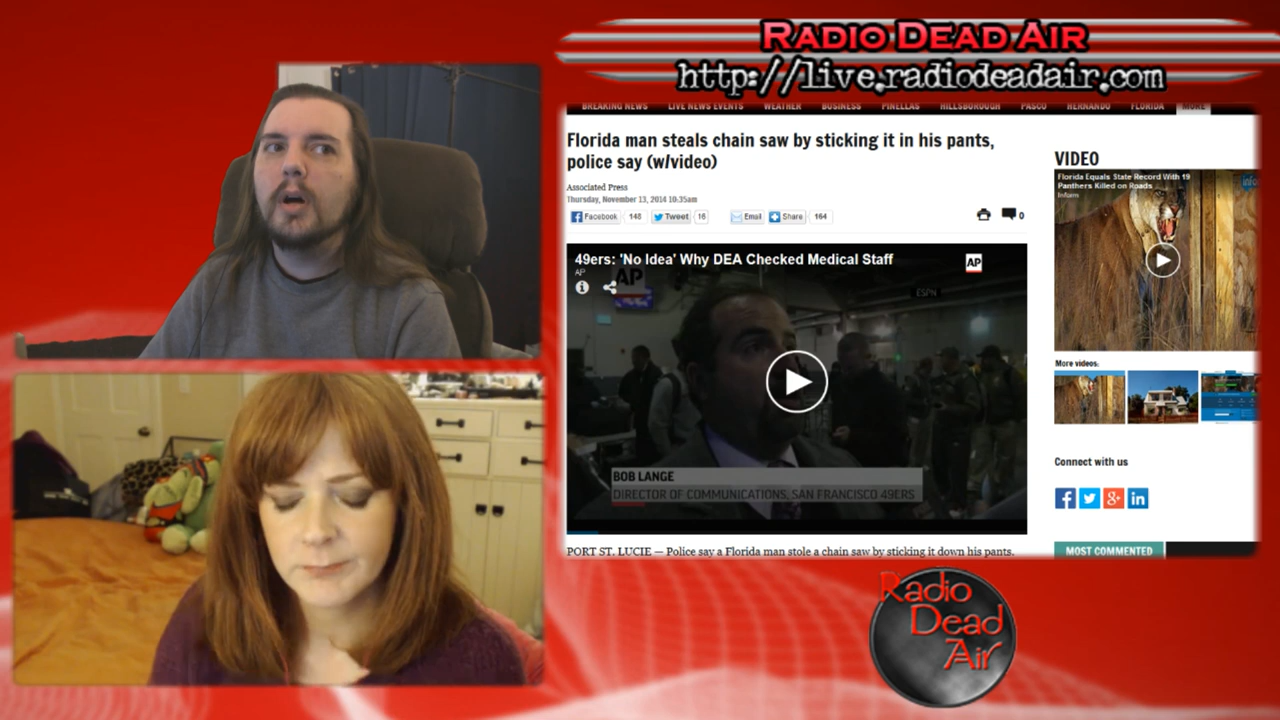 RADIO DEAD AIR
http://live.radiodeadair.com
BREAKING NEWS LIVE NEWS EVENTS WEATHER BUSINESS PINELLAS HILLSBOROUGH PASCO HERNANDO FLORIDA MORE
Florida man steals chain saw by sticking it in his pants,
police say (w/video)
Associated Press
Thursday, November 13, 2014 10:35am
Facebook 148 Tweet 16 Email Share 164 0
49ers: 'No Idea' Why DEA Checked Medical Staff
AP
AP
AP
ESPN
BOB LANGE
DIRECTOR OF COMMUNICATIONS, SAN FRANCISCO 49ERS
PORT ST. LUCIE — Police say a Florida man stole a chain saw by sticking it down his pants.
VIDEO
Florida Equals State Record With 19
Panthers Killed on Roads
Inform
More videos:
Connect with us
MOST COMMENTED
Radio
Dead
Air